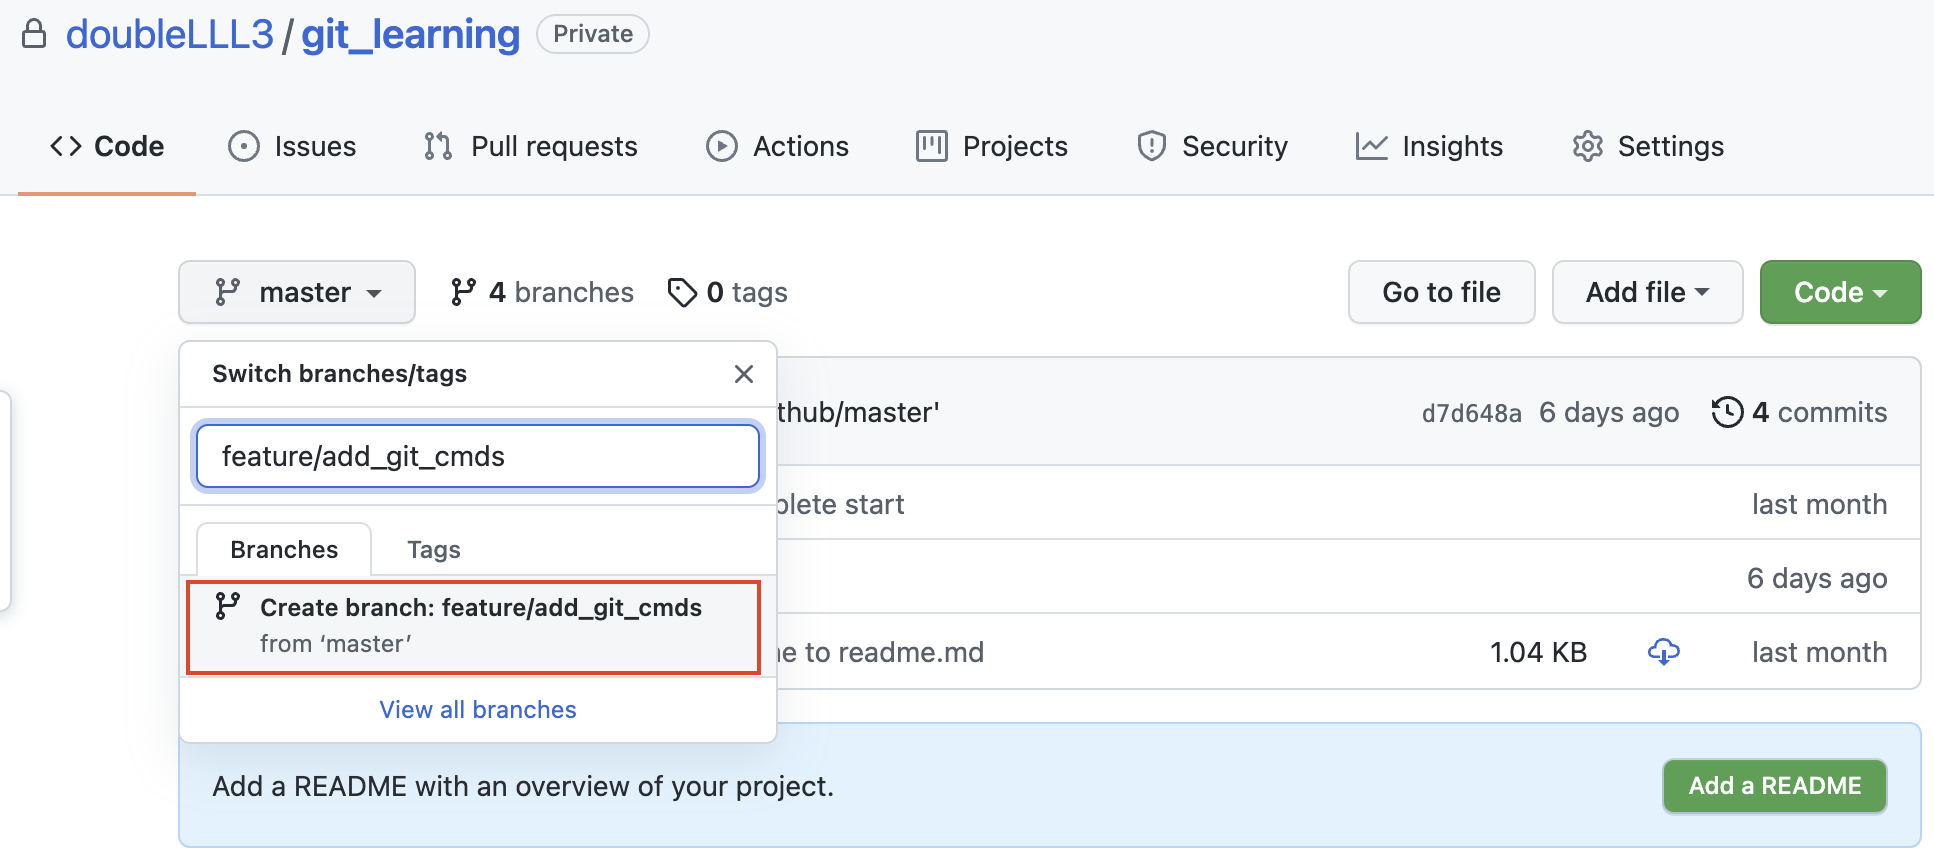 doubleLLL3 / git_learning Private
Code Issues Pull requests Actions Projects Security Insights Settings
master 4 branches 0 tags Go to file Add file Code
Switch branches/tags
thub/master' d7d648a 6 days ago 4 commits
feature/add_git_cmds
plete start last month
Branches Tags
6 days ago
Create branch: feature/add_git_cmds
from ‘master’
to readme.md 1.04 KB last month
View all branches
Add a README with an overview of your project. Add a README